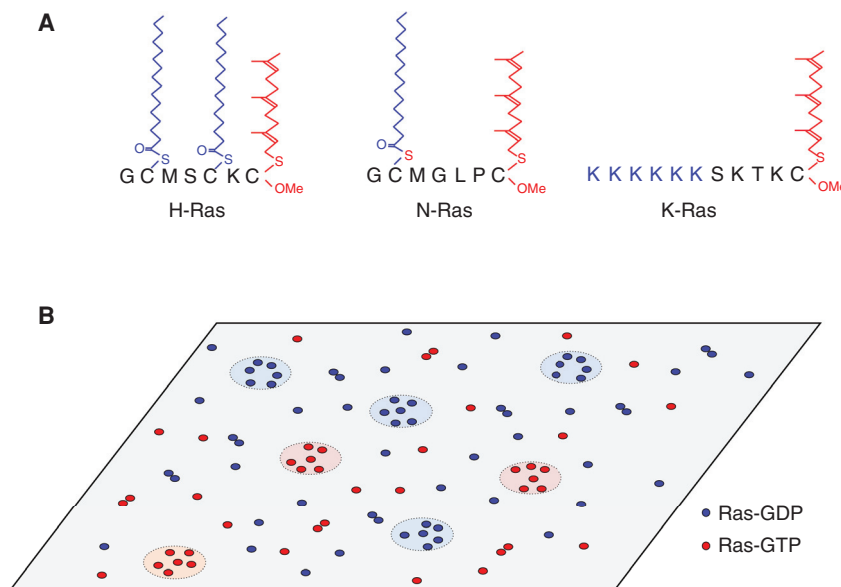 A
O S O S S
G C M S C K C OMe
H-Ras
O S S
G C M G L P C OMe
N-Ras
S
K K K K K K S K T K C OMe
K-Ras
B
Ras-GDP
Ras-GTP